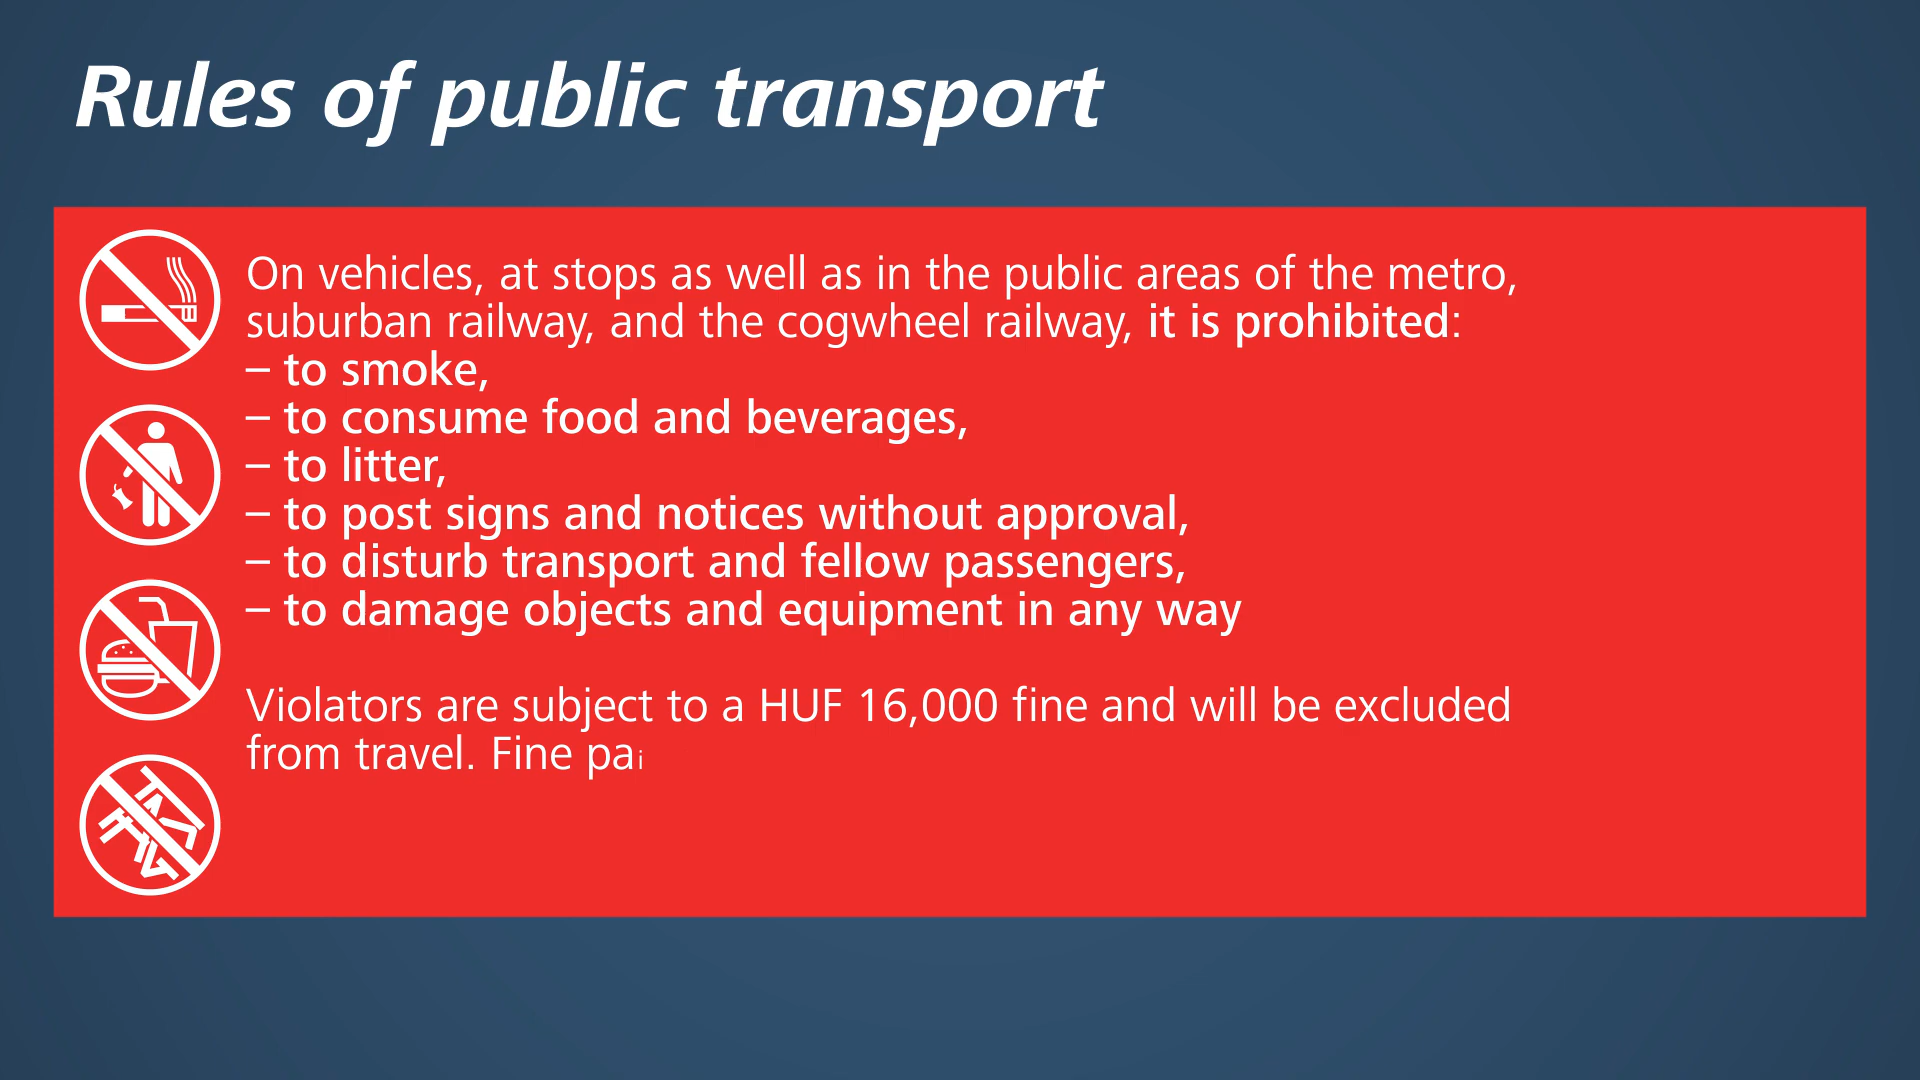 Rules of public transport
On vehicles, at stops as well as in the public areas of the metro,
suburban railway, and the cogwheel railway, it is prohibited:
– to smoke,
– to consume food and beverages,
– to litter,
– to post signs and notices without approval,
– to disturb transport and fellow passengers,
– to damage objects and equipment in any way
Violators are subject to a HUF 16,000 fine and will be excluded
from travel. Fine pai